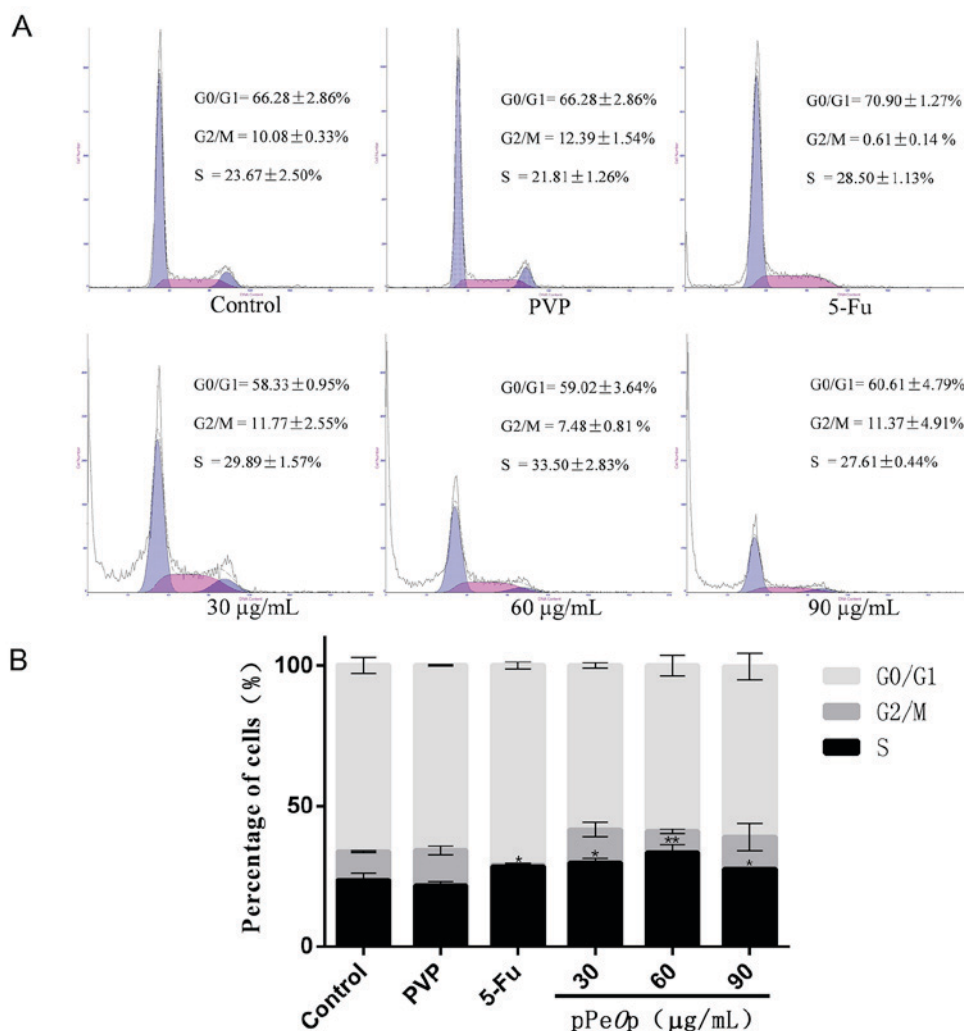 A
G0/G1= 66.28±2.86%
G2/M = 10.08±0.33%
S = 23.67±2.50%
Control
G0/G1= 66.28±2.86%
G2/M = 12.39±1.54%
S = 21.81±1.26%
PVP
G0/G1= 70.90±1.27%
G2/M = 0.61±0.14 %
S = 28.50±1.13%
5-Fu
G0/G1= 58.33±0.95%
G2/M = 11.77±2.55%
S = 29.89±1.57%
30 µg/mL
G0/G1= 59.02±3.64%
G2/M = 7.48±0.81 %
S = 33.50±2.83%
60 µg/mL
G0/G1= 60.61±4.79%
G2/M = 11.37±4.91%
S = 27.61±0.44%
90 µg/mL
B
Percentage of cells (%)
100
50
0
* * ** *
G0/G1
G2/M
S
Control PVP 5-Fu 30 60 90
pPeOp (µg/mL)